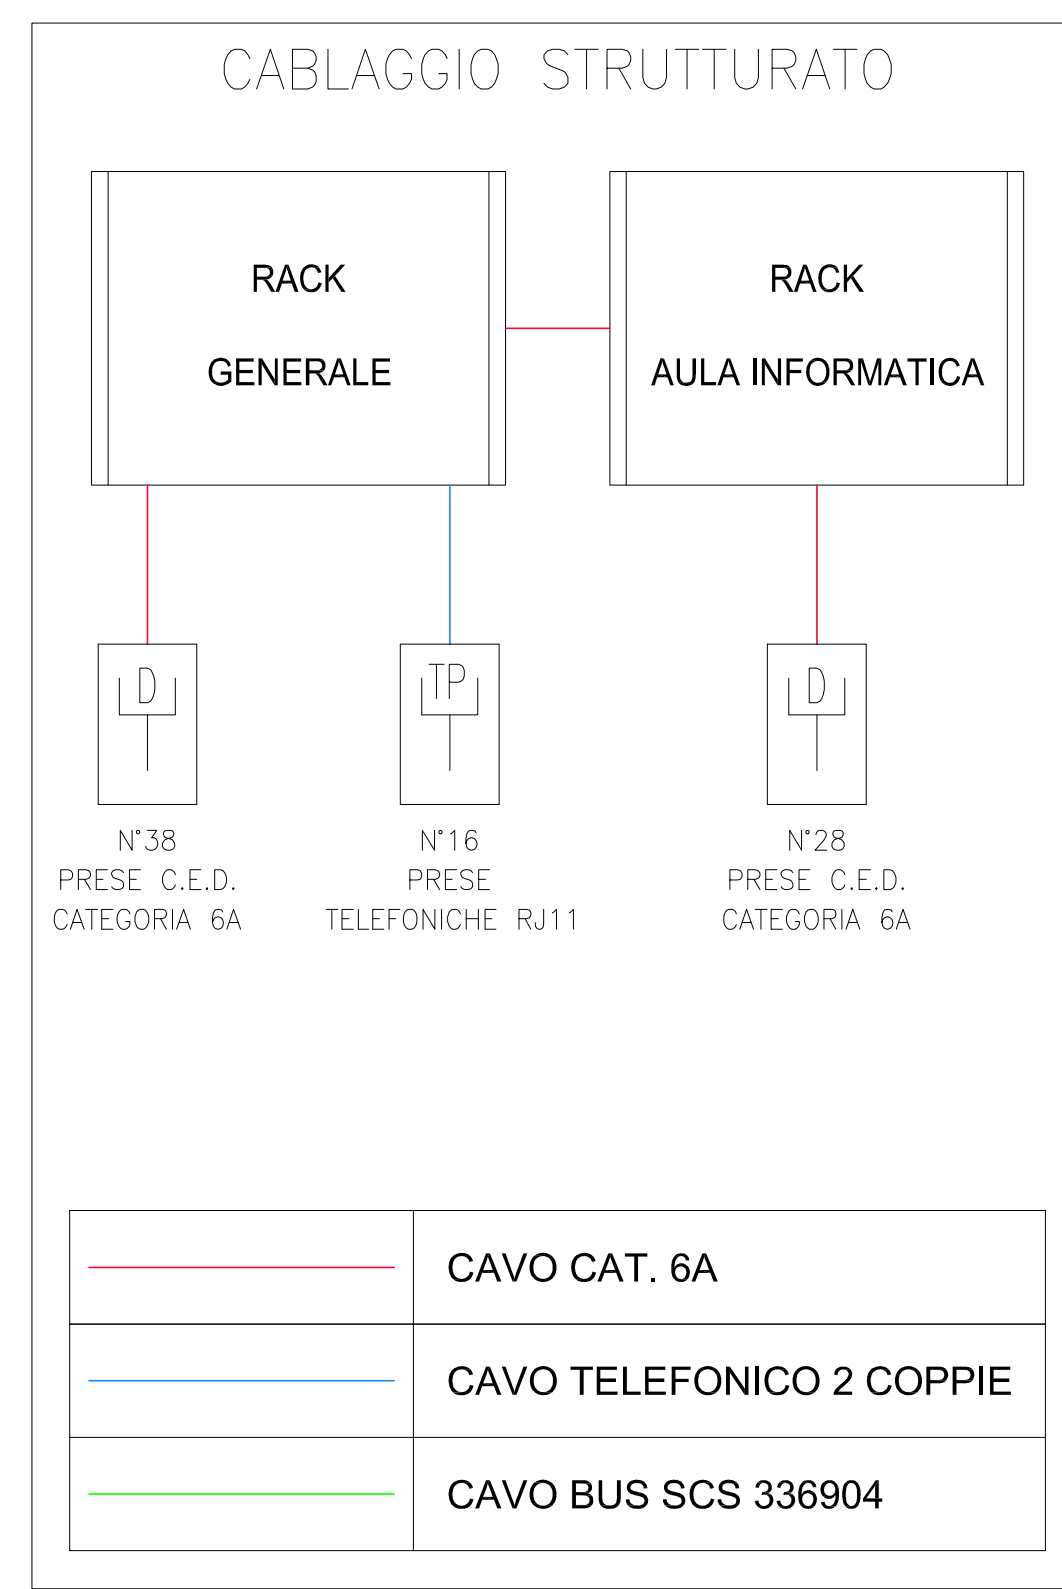 CABLAGGIO STRUTTURATO
RACK
GENERALE
RACK
AULA INFORMATICA
D
TP
D
N°38
PRESE C.E.D.
CATEGORIA 6A
N°16
PRESE
TELEFONICHE RJ11
N°28
PRESE C.E.D.
CATEGORIA 6A
CAVO CAT. 6A
CAVO TELEFONICO 2 COPPIE
CAVO BUS SCS 336904